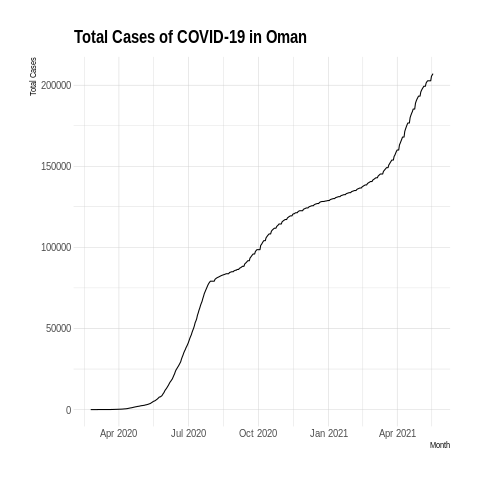 Total Cases of COVID-19 in Oman
Total Cases
200000
150000
100000
50000
0
Apr 2020 Jul 2020 Oct 2020 Jan 2021 Apr 2021
Month